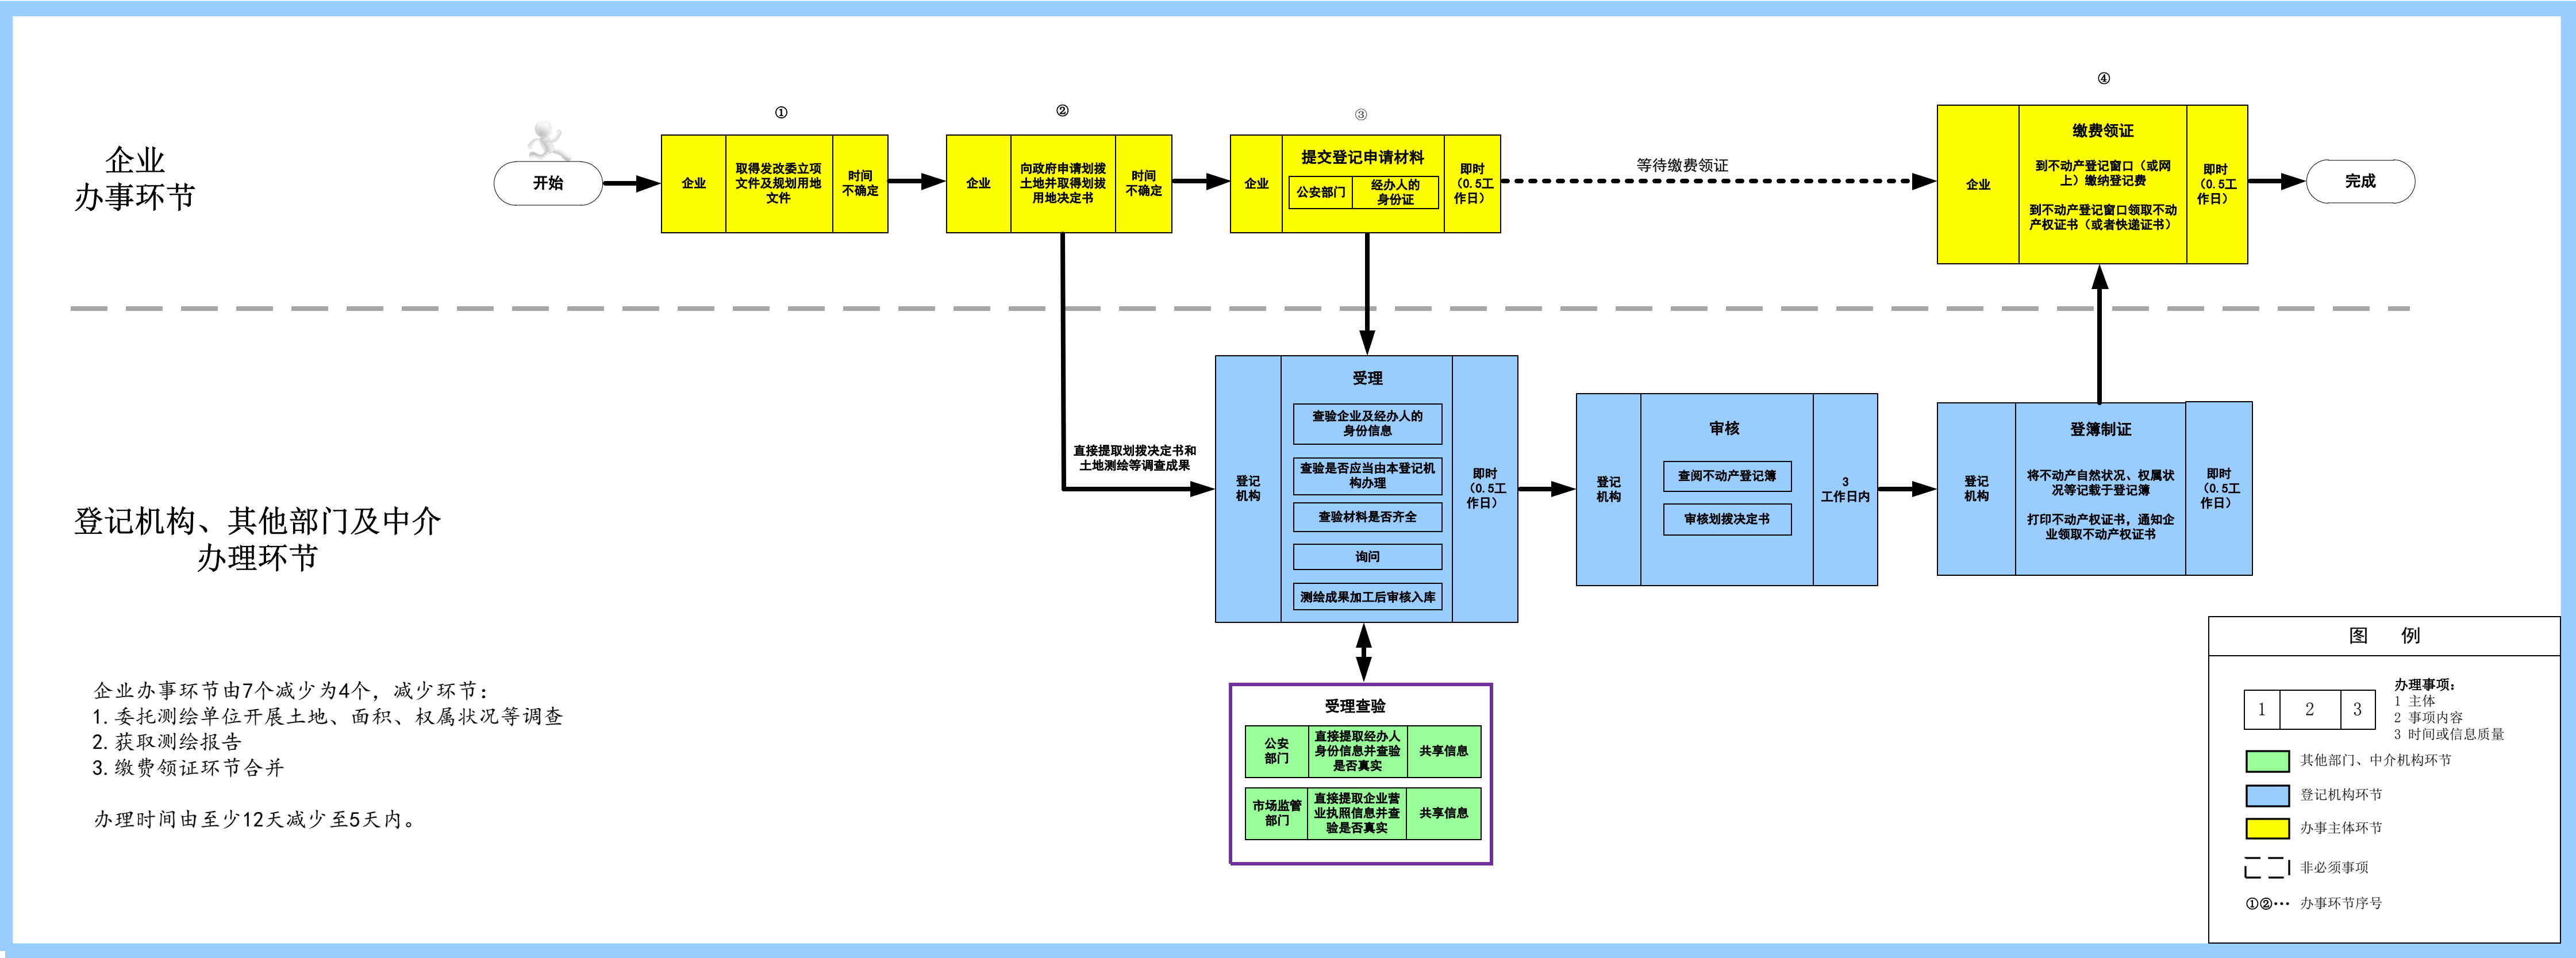 企业
办事环节
开始
①
企业
取得发改委立项
文件及规划用地
文件
时间
不确定
②
企业
向政府申请划拨
土地并取得划拨
用地决定书
时间
不确定
③
企业
提交登记申请材料
公安部门
经办人的
身份证
即时
（0.5工
作日）
等待缴费领证
④
企业
缴费领证
到不动产登记窗口（或网
上）缴纳登记费
到不动产登记窗口领取不动
产权证书（或者快递证书）
即时
（0.5工
作日）
完成
登记机构、其他部门及中介
办理环节
直接提取划拨决定书和
土地测绘等调查成果
登记
机构
受理
查验企业及经办人的
身份信息
查验是否应当由本登记机
构办理
查验材料是否齐全
询问
测绘成果加工后审核入库
即时
（0.5工
作日）
登记
机构
审核
查阅不动产登记簿
审核划拨决定书
3
工作日内
登记
机构
登簿制证
将不动产自然状况、权属状
况等记载于登记簿
打印不动产权证书，通知企
业领取不动产权证书
即时
（0.5工
作日）
受理查验
公安
部门
直接提取经办人
身份信息并查验
是否真实
共享信息
市场监管
部门
直接提取企业营
业执照信息并查
验是否真实
共享信息
企业办事环节由7个减少为4个，减少环节：
1.委托测绘单位开展土地、面积、权属状况等调查
2.获取测绘报告
3.缴费领证环节合并
办理时间由至少12天减少至5天内。
图 例
1 2 3
办理事项：
1 主体
2 事项内容
3 时间或信息质量
其他部门、中介机构环节
登记机构环节
办事主体环节
非必须事项
①②… 办事环节序号